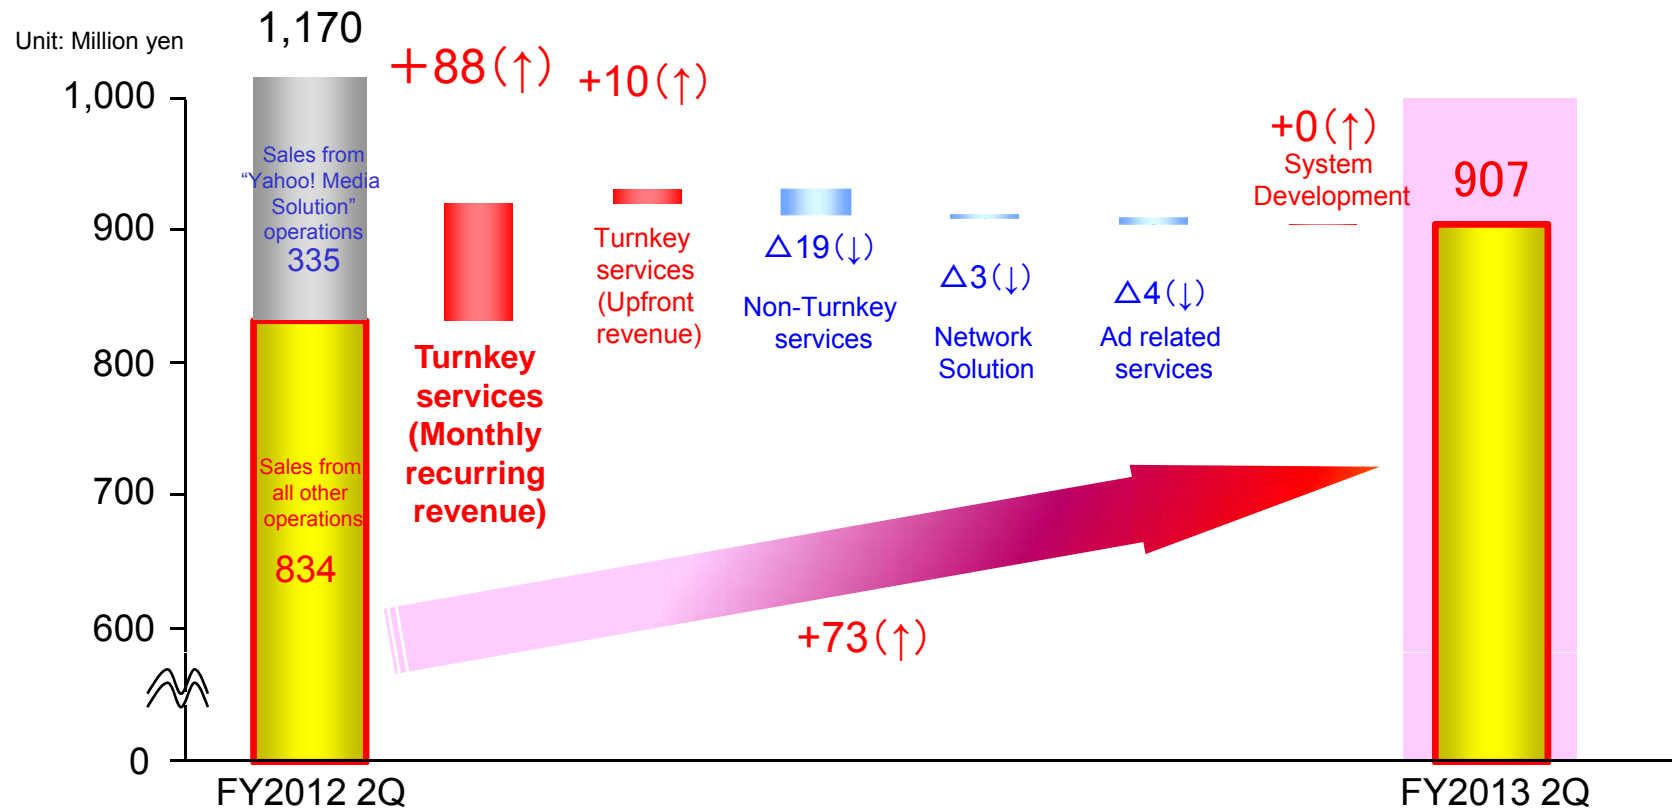 Unit: Million yen
1,170
+88(↑)
+10(↑)
1,000
900
800
700
600
0
Sales from
“Yahoo! Media
Solution”
operations
335
Sales from
all other
operations
834
Turnkey
services
(Monthly
recurring
revenue)
Turnkey
services
(Upfront
revenue)
△19(↓)
Non-Turnkey
services
△3(↓)
Network
Solution
△4(↓)
Ad related
services
+0(↑)
System
Development
907
+73(↑)
FY2012 2Q
FY2013 2Q